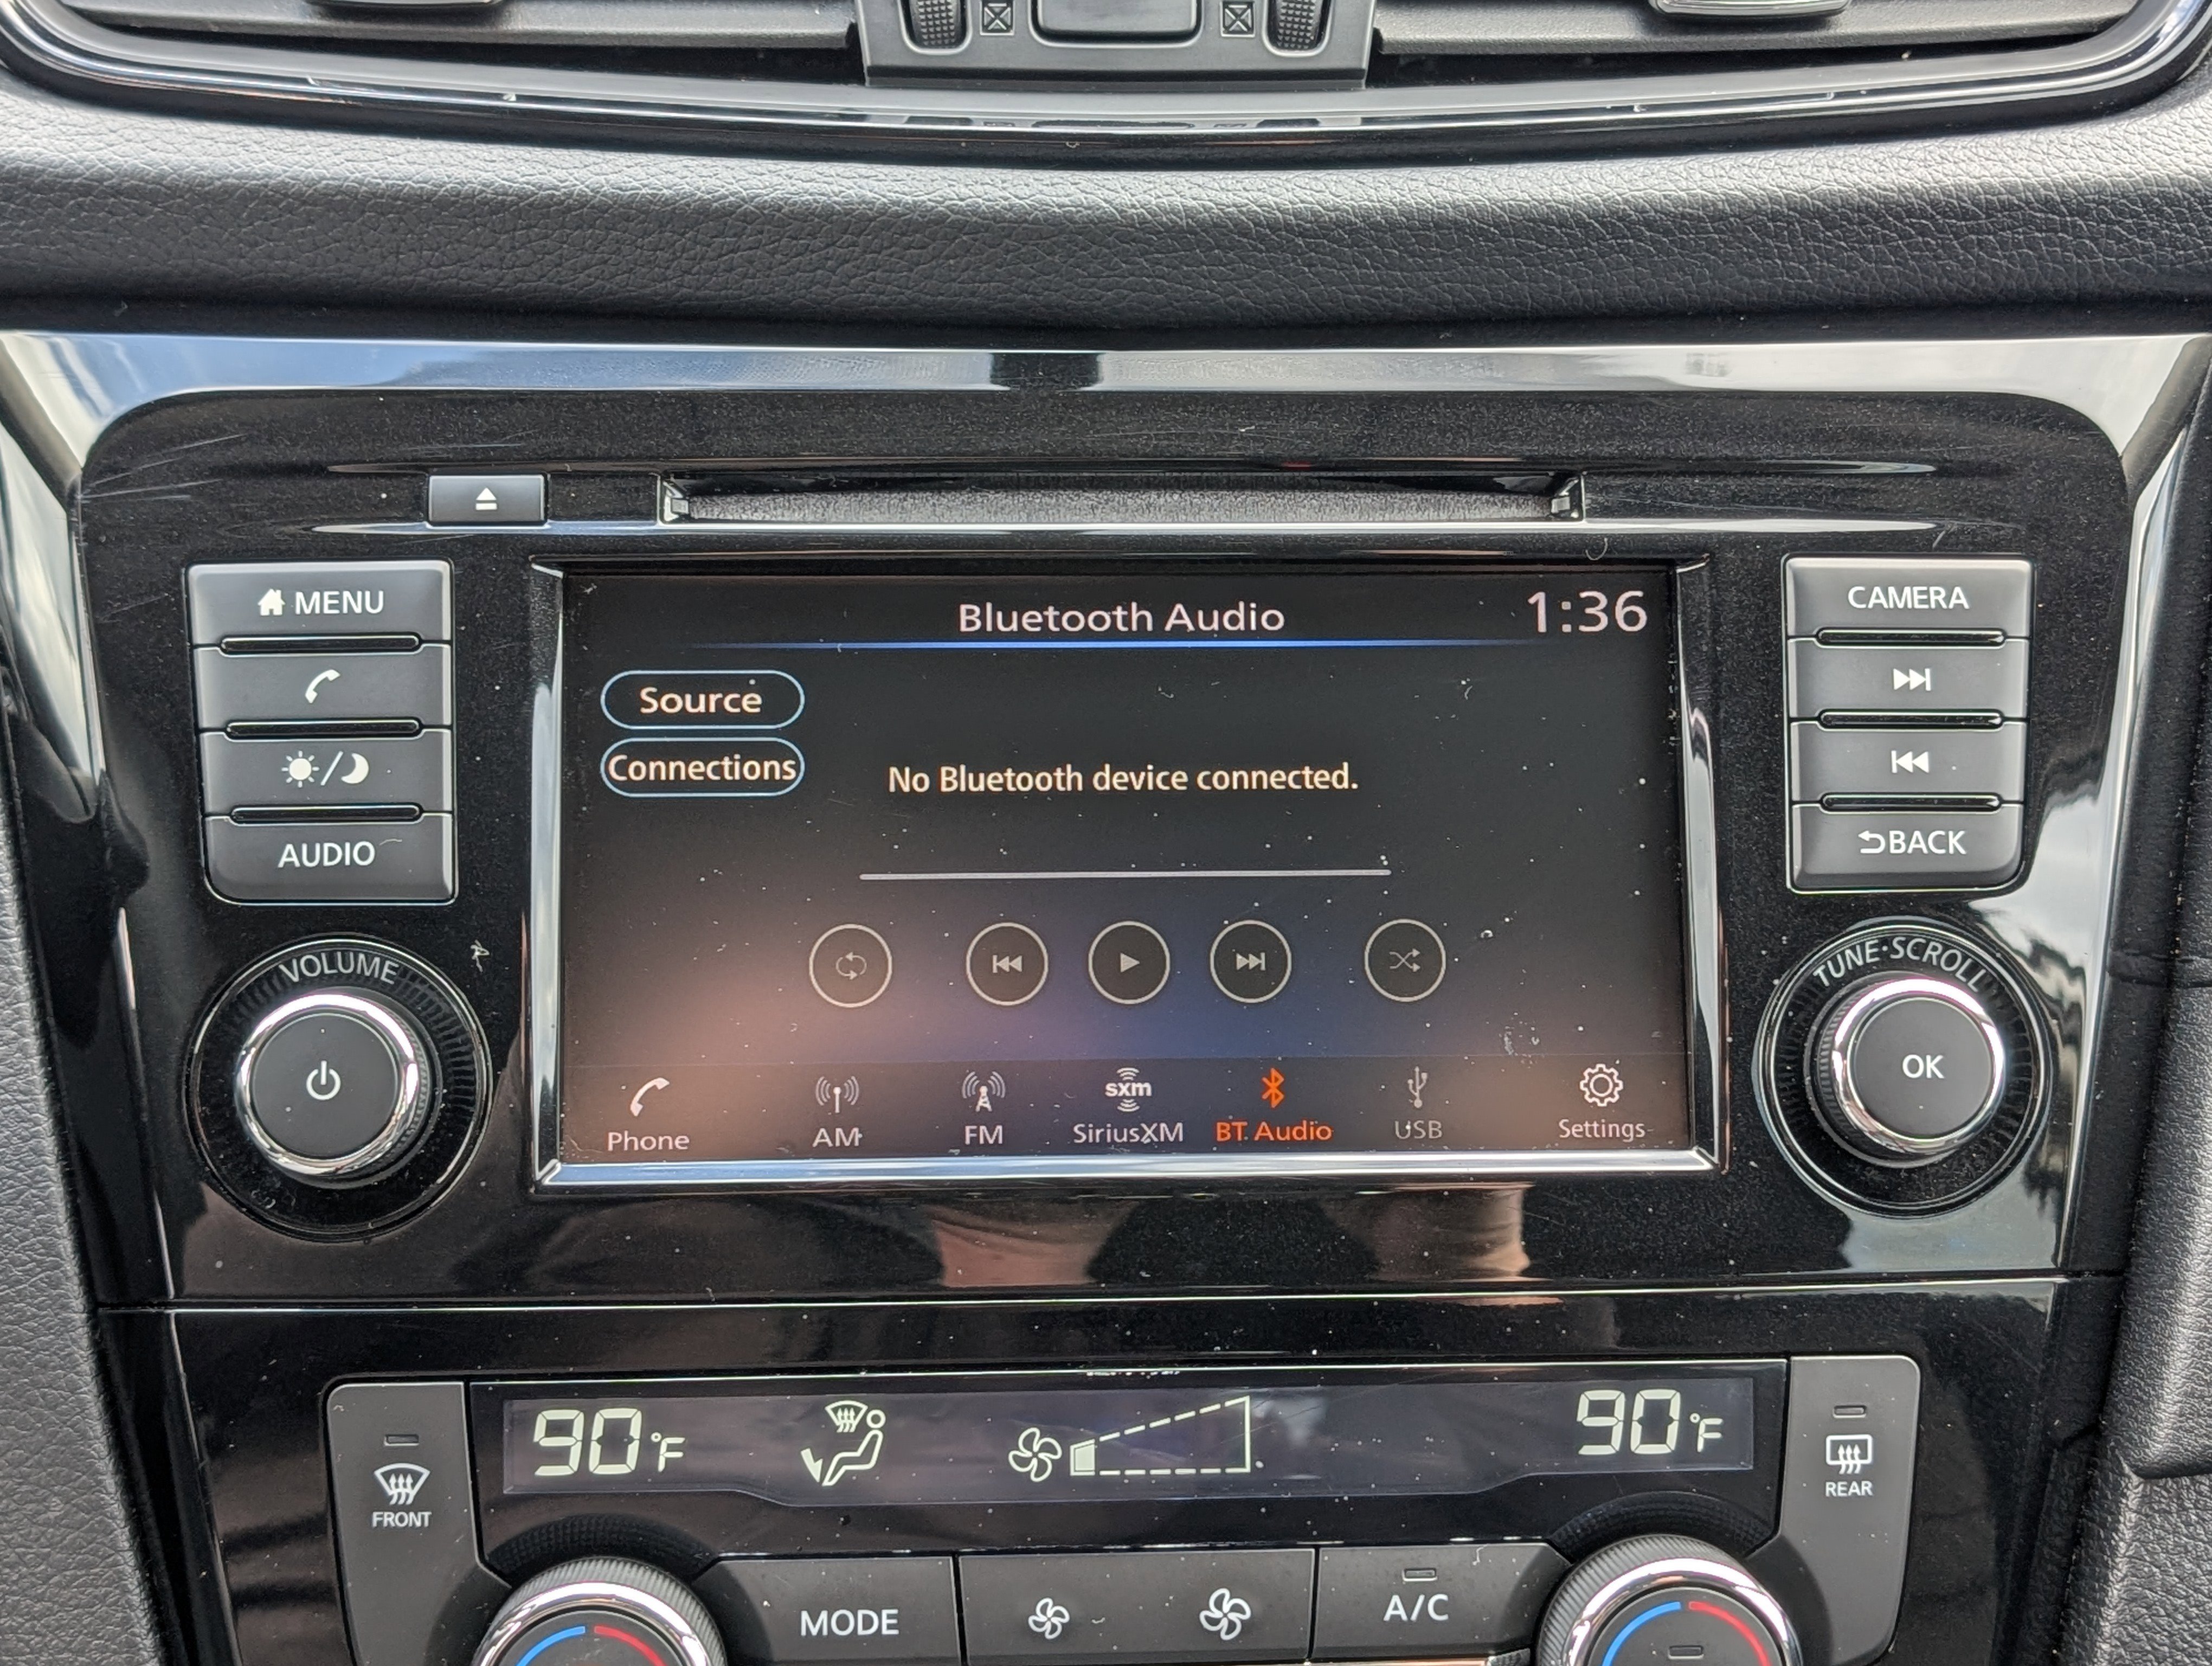 MENU
CAMERA
Bluetooth Audio
1:36
Source
Connections
No Bluetooth device connected.
AUDIO
BACK
VOLUME
TUNE·SCROLL
OK
Phone
AM
FM
sxm
SiriusXM
BT Audio
USB
Settings
90°F
90°F
FRONT
REAR
MODE
A/C